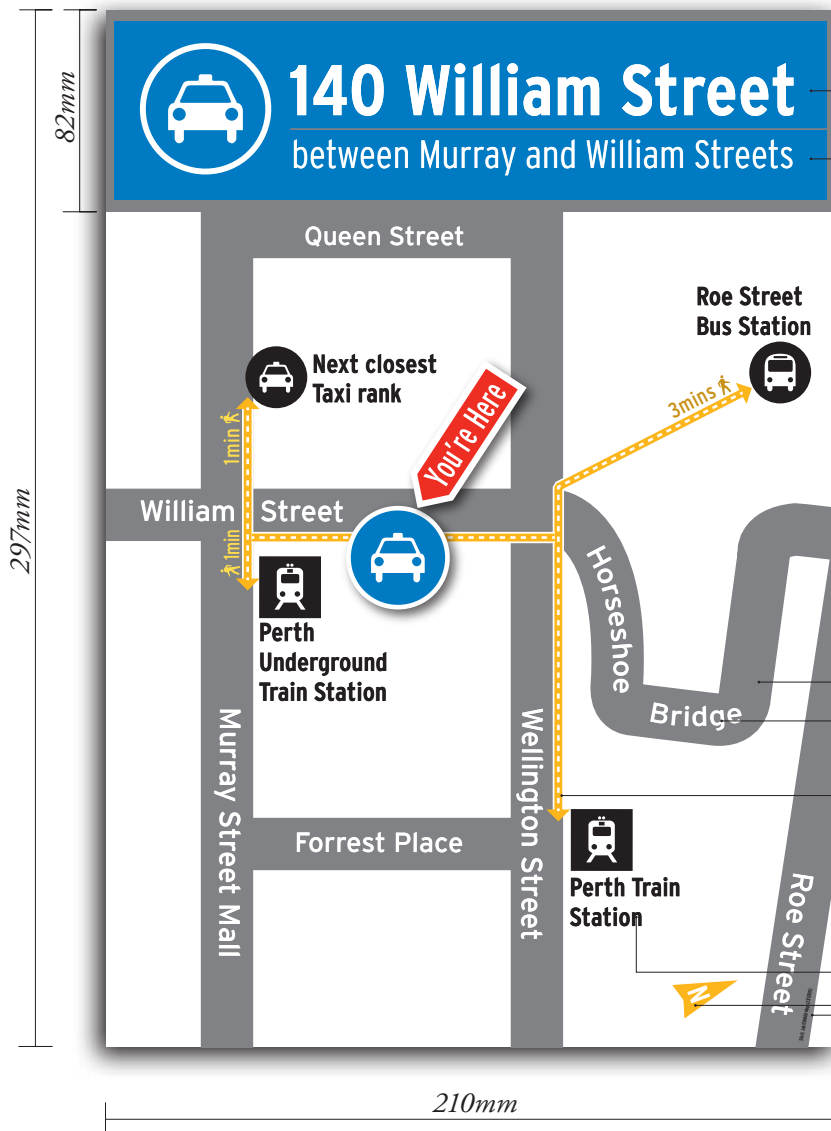 82mm
140 William Street
between Murray and William Streets
Queen Street
Roe Street
Bus Station
Next closest
Taxi rank
3mins
You're Here
1min
William Street
297mm
1min
Horseshoe
Perth
Underground
Train Station
Bridge
Murray Street Mall
Wellington Street
Forrest Place
Perth Train
Station
Roe Street
N
210mm